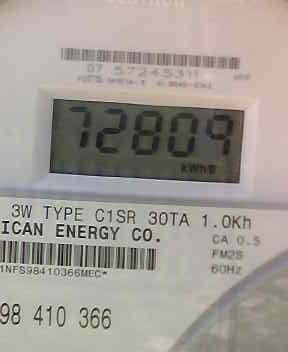 07 57245311
72809
kWh
3W TYPE C1SR 30TA 1.0Kh
ICAN ENERGY CO.
CA 0.5
FM2S
60Hz
1NFS98410366MEC*
98 410 366